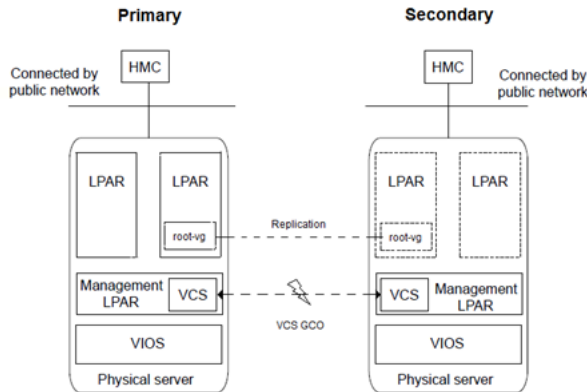 Primary
Secondary
HMC
HMC
Connected by
public network
Connected by
public network
LPAR
LPAR
LPAR
LPAR
root-vg
Replication
root-vg
Management
LPAR
VCS
VCS
Management
LPAR
VCS GCO
VIOS
VIOS
Physical server
Physical server